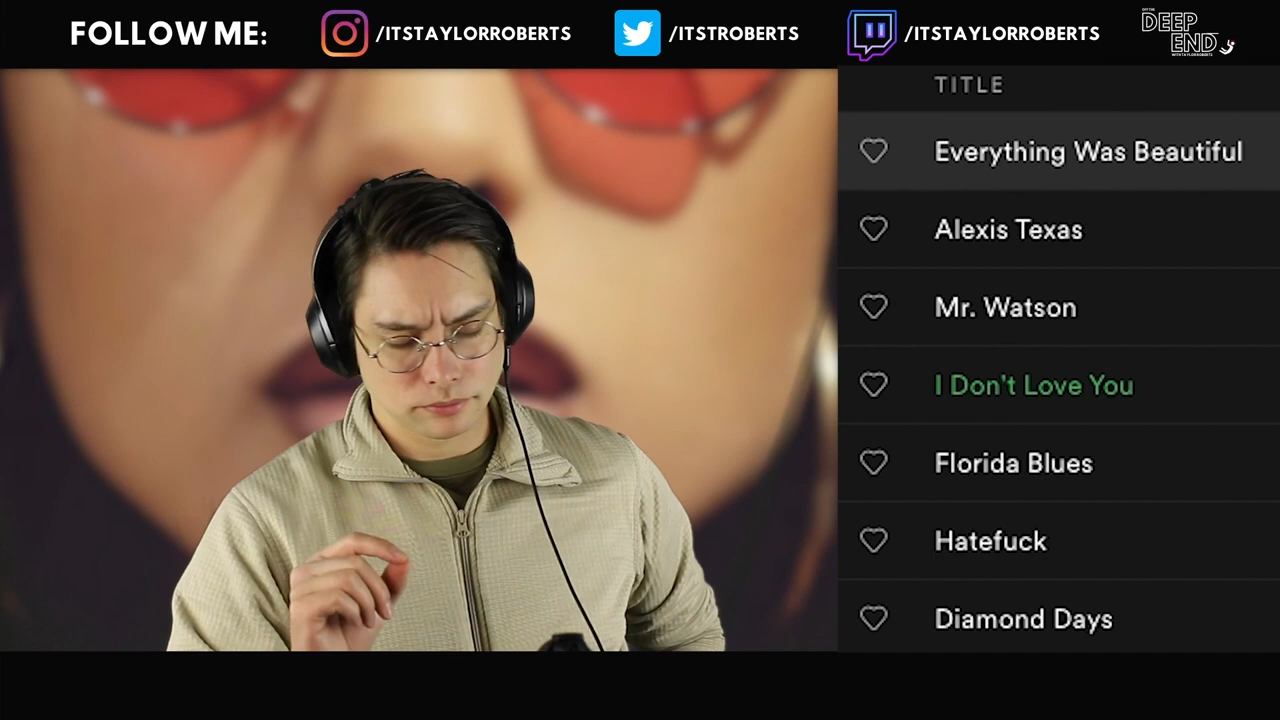 FOLLOW ME:
/ITSTAYLORROBERTS
/ITSTROBERTS
/ITSTAYLORROBERTS
DEEP
END
TITLE
Everything Was Beautiful
Alexis Texas
Mr. Watson
I Don't Love You
Florida Blues
Hatefuck
Diamond Days